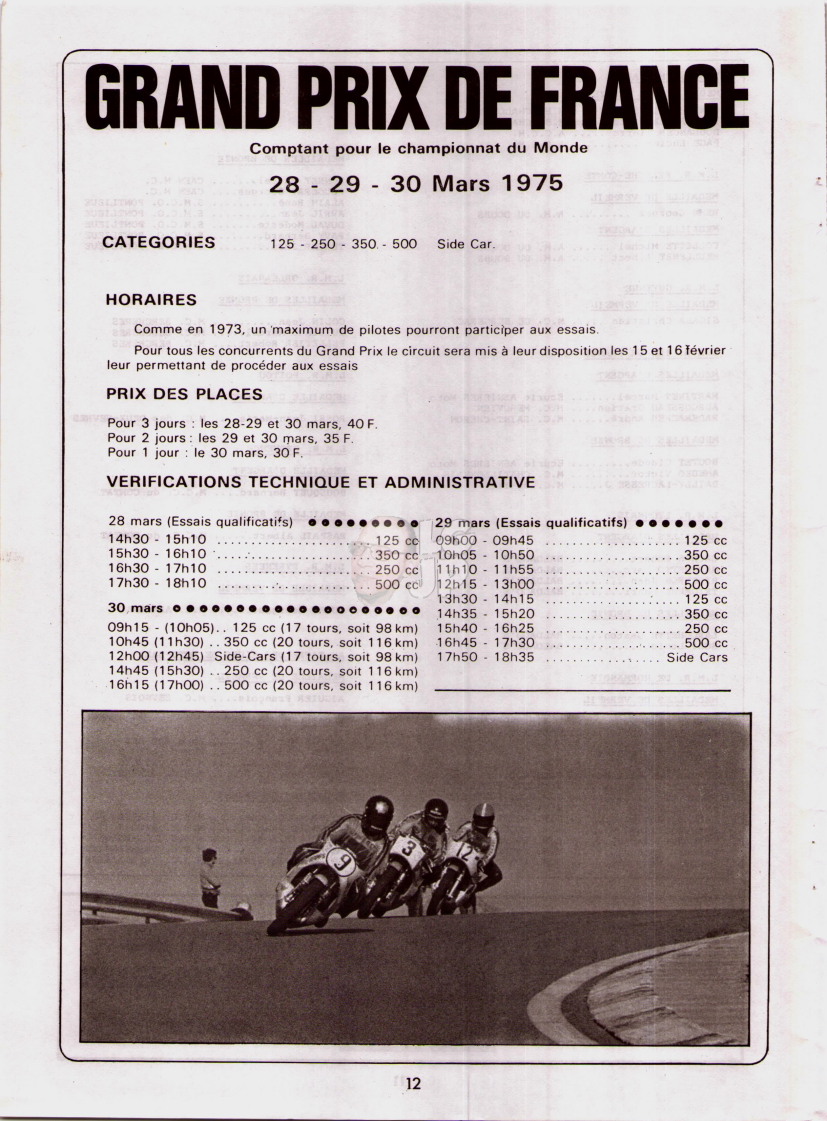 GRAND PRIX DE FRANCE
Comptant pour le championnat du Monde
28 - 29 - 30 Mars 1975
CATEGORIES 125 - 250 - 350 - 500 Side Car.
HORAIRES
Comme en 1973, un maximum de pilotes pourront participer aux essais.
Pour tous les concurrents du Grand Prix le circuit sera mis à leur disposition les 15 et 16 février
leur permettant de procéder aux essais
PRIX DES PLACES
Pour 3 jours : les 28-29 et 30 mars, 40 F.
Pour 2 jours : les 29 et 30 mars, 35 F.
Pour 1 jour : le 30 mars, 30 F.
VERIFICATIONS TECHNIQUE ET ADMINISTRATIVE
28 mars (Essais qualificatifs)
14h30 - 15h10 .................... 125 cc
15h30 - 16h10 .................... 350 cc
16h30 - 17h10 .................... 250 cc
17h30 - 18h10 .................... 500 cc
30 mars
09h15 - (10h05) .. 125 cc (17 tours, soit 98 km)
10h45 (11h30) .. 350 cc (20 tours, soit 116 km)
12h00 (12h45) Side-Cars (17 tours, soit 98 km)
14h45 (15h30) .. 250 cc (20 tours, soit 116 km)
16h15 (17h00) .. 500 cc (20 tours, soit 116 km)
29 mars (Essais qualificatifs)
09h00 - 09h45 .................... 125 cc
10h05 - 10h50 .................... 350 cc
11h10 - 11h55 .................... 250 cc
12h15 - 13h00 .................... 500 cc
13h30 - 14h15 .................... 125 cc
14h35 - 15h20 .................... 350 cc
15h40 - 16h25 .................... 250 cc
16h45 - 17h30 .................... 500 cc
17h50 - 18h35 ................ Side Cars
9
3
12
12